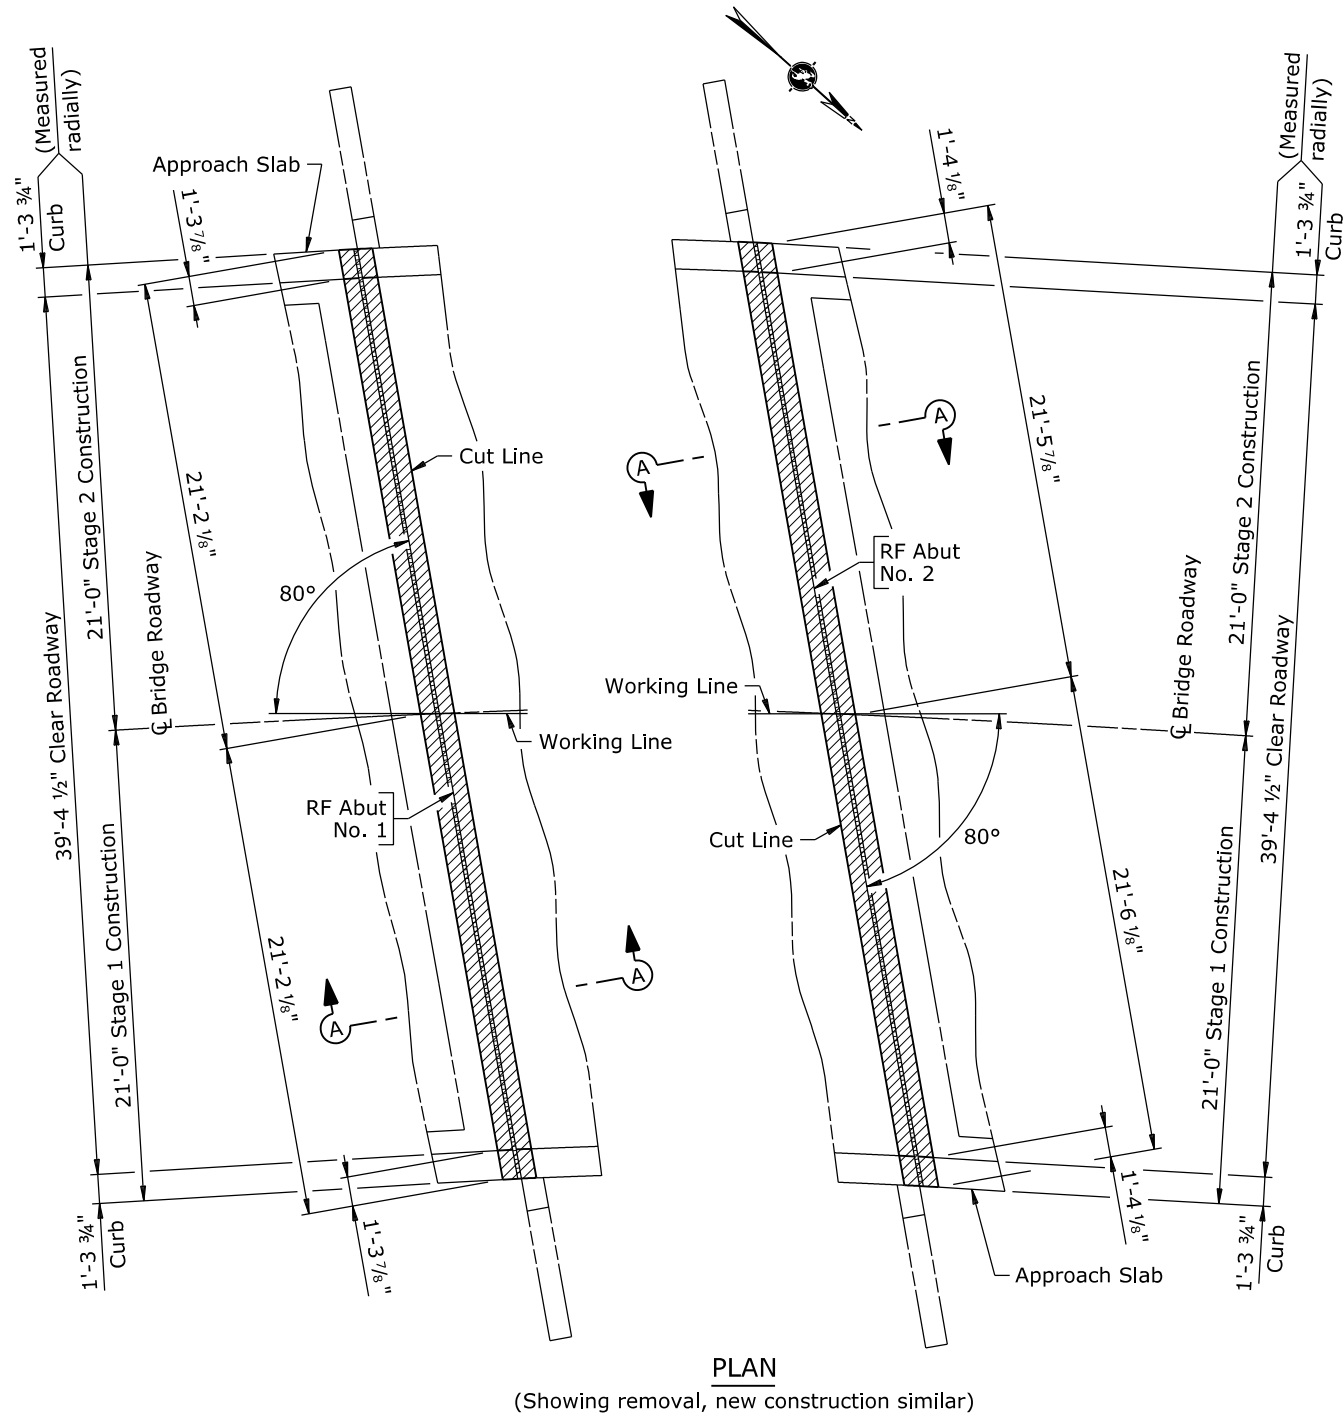 (Measured
radially)
1'-3 ¾"
Curb
Approach Slab
1'-3 ⅞"
N
1'-4 ⅛"
(Measured
radially)
1'-3 ¾"
Curb
21'-0" Stage 2 Construction
39'-4 ½" Clear Roadway
21'-2 ⅛"
Cut Line
80°
℄ Bridge Roadway
A
A
21'-5 ⅞"
RF Abut
No. 2
21'-0" Stage 2 Construction
39'-4 ½" Clear Roadway
℄ Bridge Roadway
Working Line
Working Line
RF Abut
No. 1
Cut Line
80°
21'-0" Stage 1 Construction
21'-2 ⅛"
A
A
21'-6 ⅛"
21'-0" Stage 1 Construction
1'-3 ¾"
Curb
1'-3 ⅞"
1'-4 ⅛"
Approach Slab
1'-3 ¾"
Curb
PLAN
(Showing removal, new construction similar)